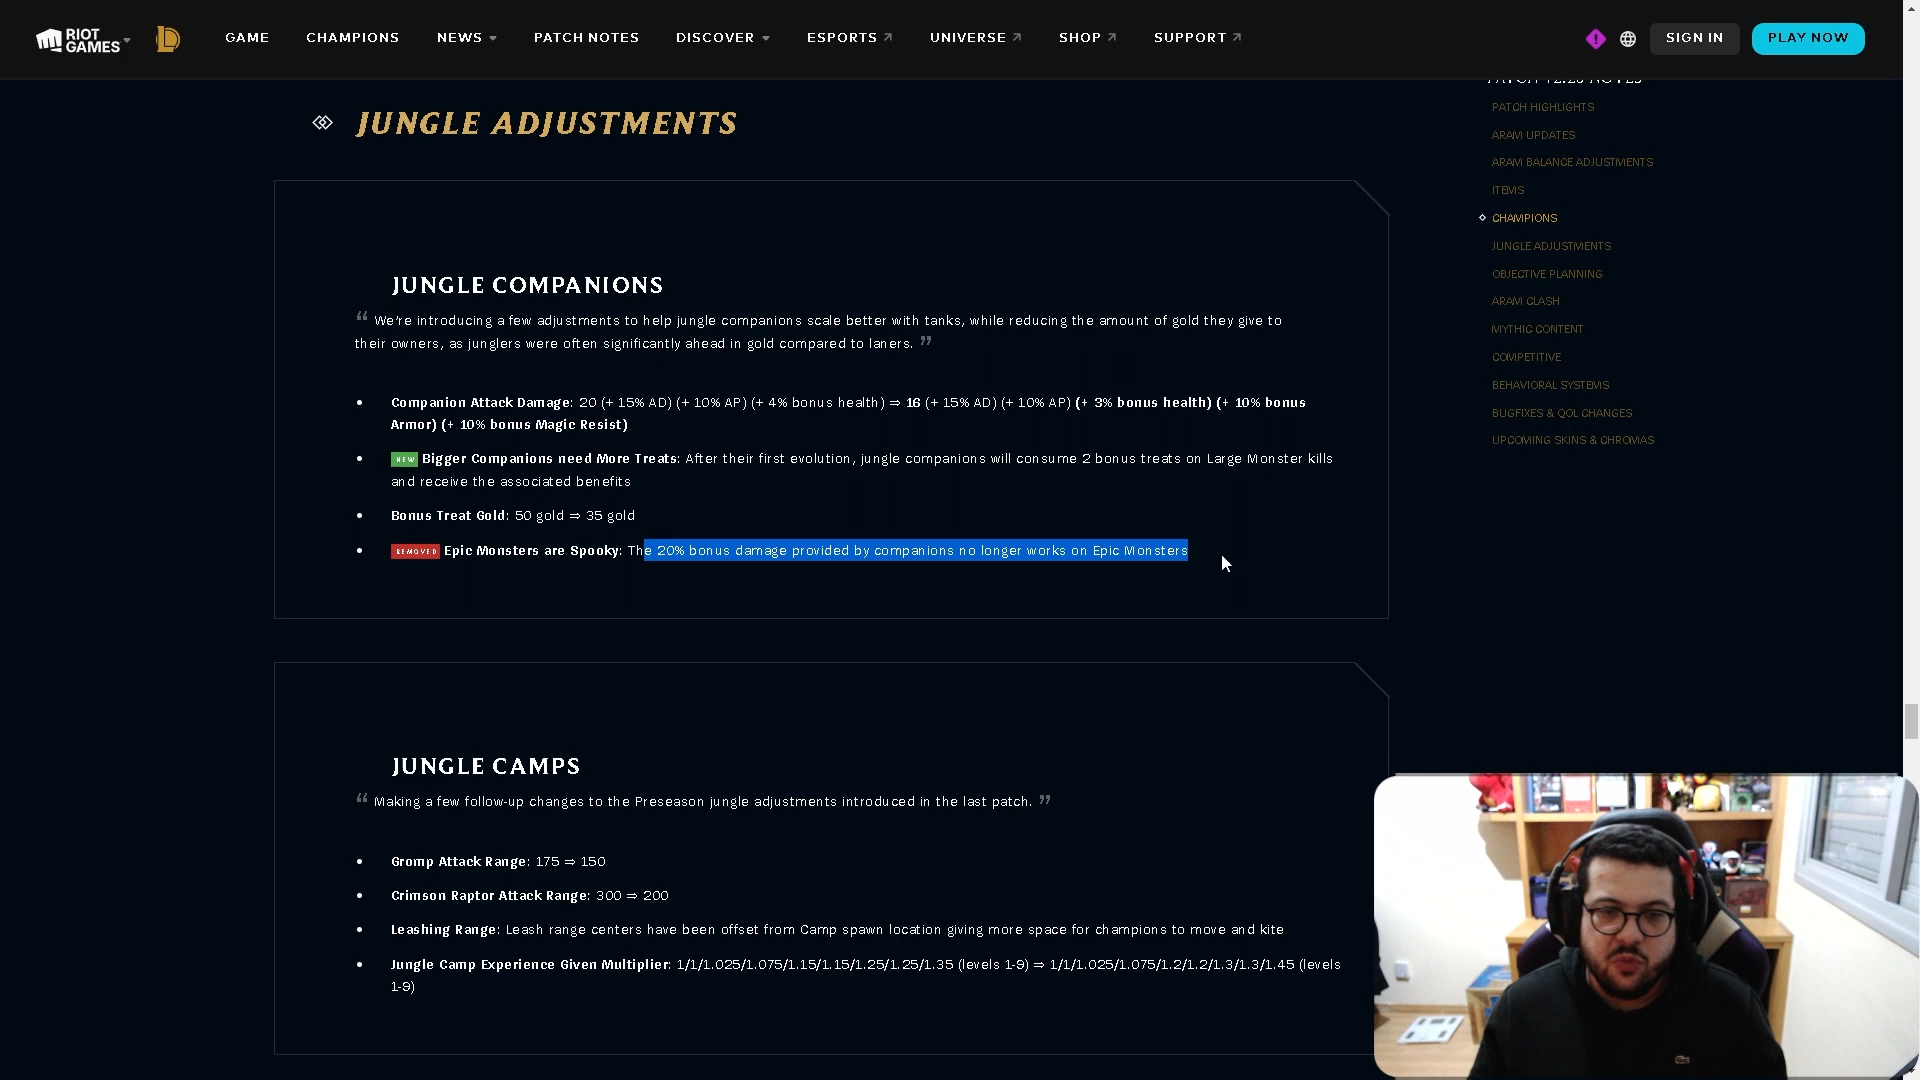 RIOT GAMES
GAME CHAMPIONS NEWS PATCH NOTES DISCOVER ESPORTS UNIVERSE SHOP SUPPORT
SIGN IN PLAY NOW
JUNGLE ADJUSTMENTS
JUNGLE COMPANIONS
“ We’re introducing a few adjustments to help jungle companions scale better with tanks, while reducing the amount of gold they give to
their owners, as junglers were often significantly ahead in gold compared to laners. ”
• Companion Attack Damage: 20 (+ 15% AD) (+ 10% AP) (+ 4% bonus health) ⇒ 16 (+ 15% AD) (+ 10% AP) (+ 3% bonus health) (+ 10% bonus
Armor) (+ 10% bonus Magic Resist)
• NEW Bigger Companions need More Treats: After their first evolution, jungle companions will consume 2 bonus treats on Large Monster kills
and receive the associated benefits
• Bonus Treat Gold: 50 gold ⇒ 35 gold
• REMOVED Epic Monsters are Spooky: The 20% bonus damage provided by companions no longer works on Epic Monsters
JUNGLE CAMPS
“ Making a few follow-up changes to the Preseason jungle adjustments introduced in the last patch. ”
• Gromp Attack Range: 175 ⇒ 150
• Crimson Raptor Attack Range: 300 ⇒ 200
• Leashing Range: Leash range centers have been offset from Camp spawn location giving more space for champions to move and kite
• Jungle Camp Experience Given Multiplier: 1/1/1.025/1.075/1.15/1.15/1.25/1.25/1.35 (levels 1-9) ⇒ 1/1/1.025/1.075/1.2/1.2/1.3/1.3/1.45 (levels
1-9)
PATCH HIGHLIGHTS
ARAM UPDATES
ARAM BALANCE ADJUSTMENTS
ITEMS
CHAMPIONS
JUNGLE ADJUSTMENTS
OBJECTIVE PLANNING
ARAM CLASH
MYTHIC CONTENT
COMPETITIVE
BEHAVIORAL SYSTEMS
BUGFIXES & QOL CHANGES
UPCOMING SKINS & CHROMAS